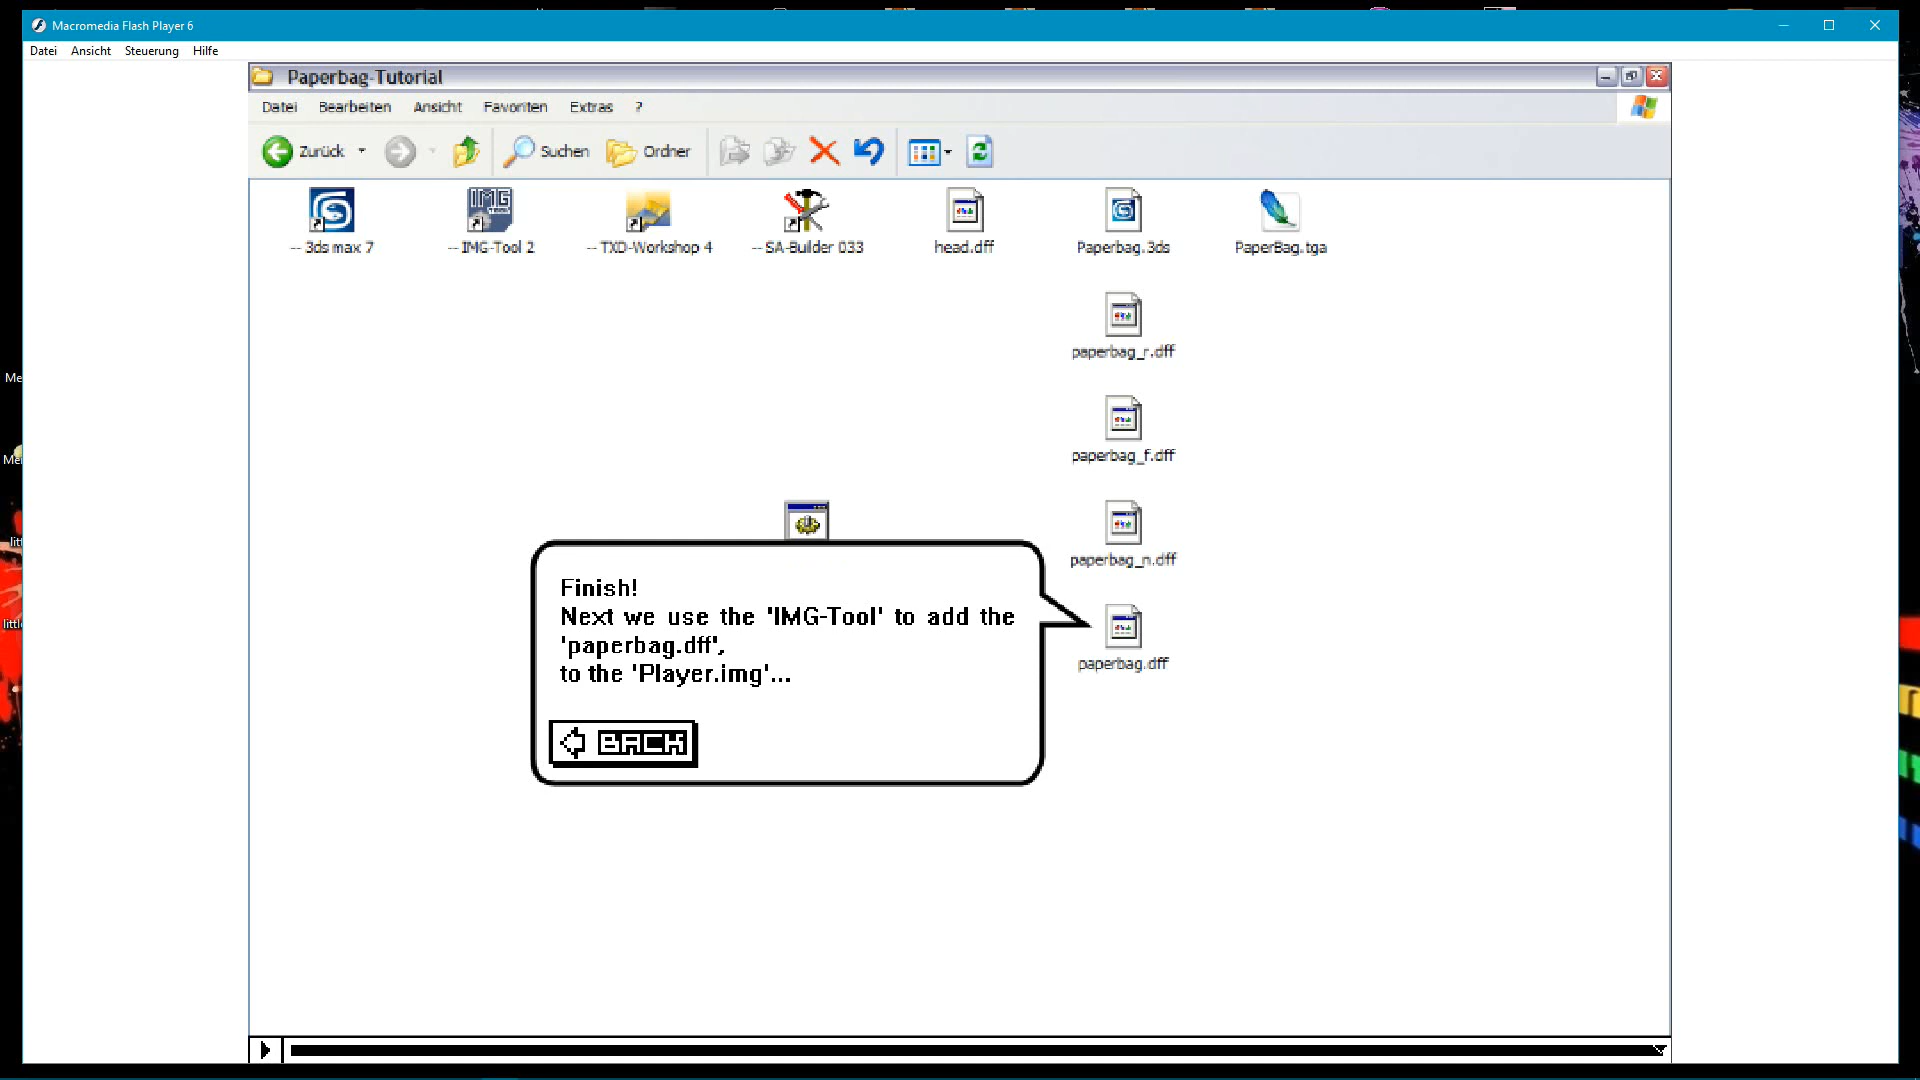 Macromedia Flash Player 6
Datei Ansicht Steuerung Hilfe
Paperbag-Tutorial
Datei Bearbeiten Ansicht Favoriten Extras ?
Zurück Suchen Ordner
IMG
TOOL
-- 3ds max 7
-- IMG-Tool 2
-- TXD-Workshop 4
-- SA-Builder 033
head.dff
Paperbag.3ds
PaperBag.tga
paperbag_r.dff
paperbag_f.dff
paperbag_n.dff
paperbag.dff
Finish!
Next we use the 'IMG-Tool' to add the
'paperbag.dff',
to the 'Player.img'...
BACK